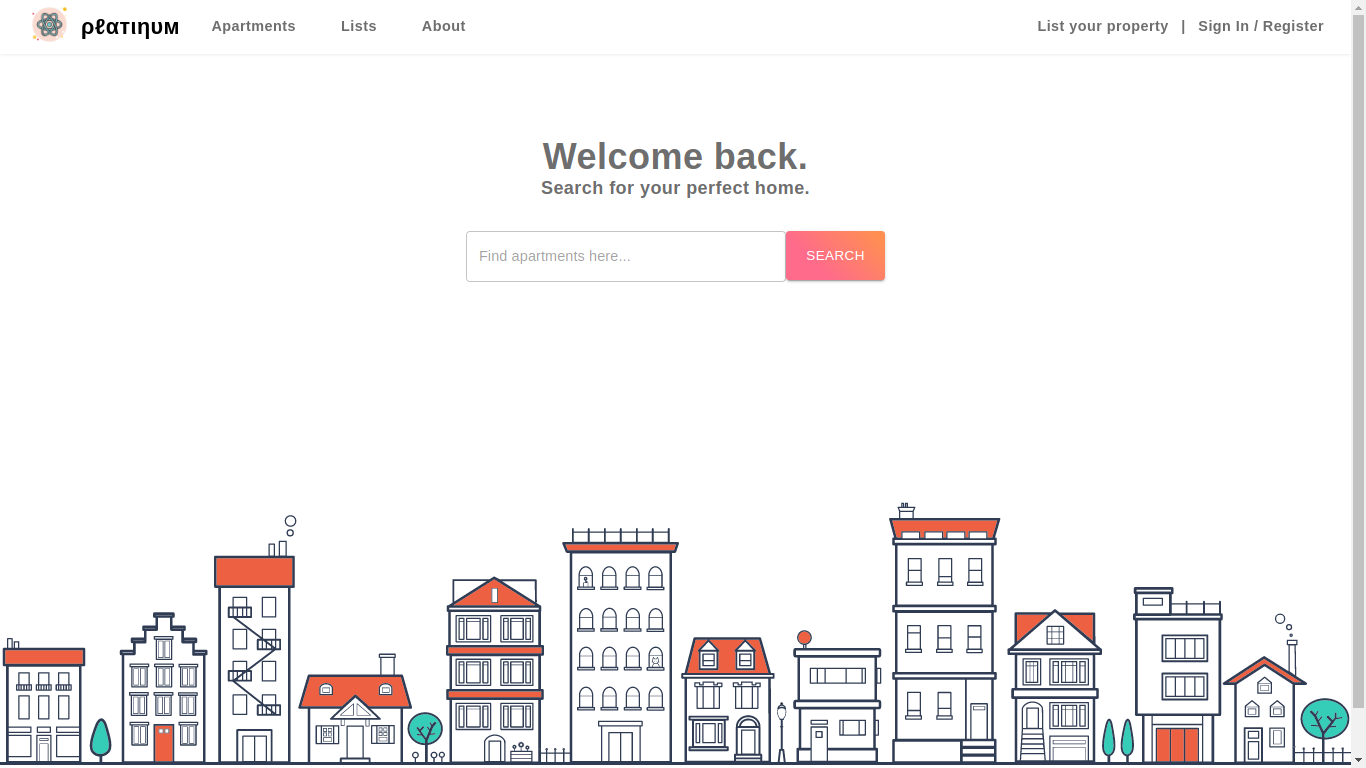 ρℓαтιηυм Apartments Lists About List your property | Sign In / Register
Welcome back.
Search for your perfect home.
Find apartments here... SEARCH